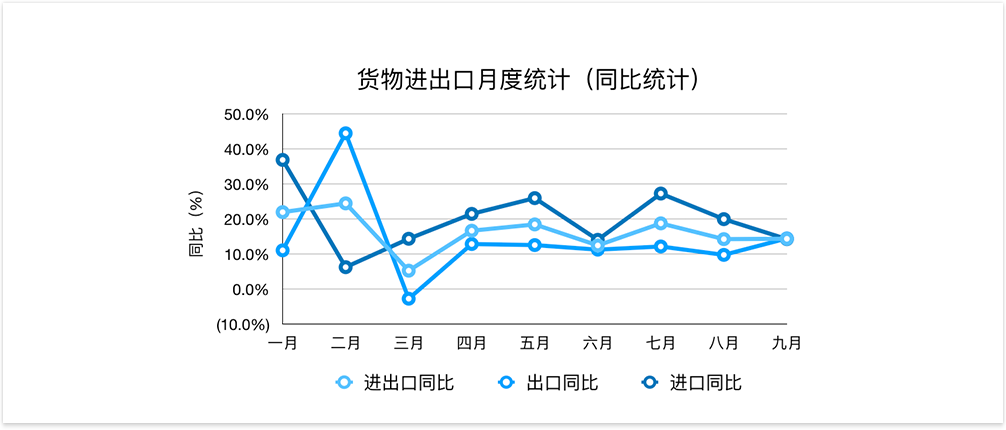 货物进出口月度统计（同比统计）
50.0%
40.0%
30.0%
20.0%
10.0%
0.0%
(10.0%)
同比（%）
一月 二月 三月 四月 五月 六月 七月 八月 九月
进出口同比 出口同比 进口同比